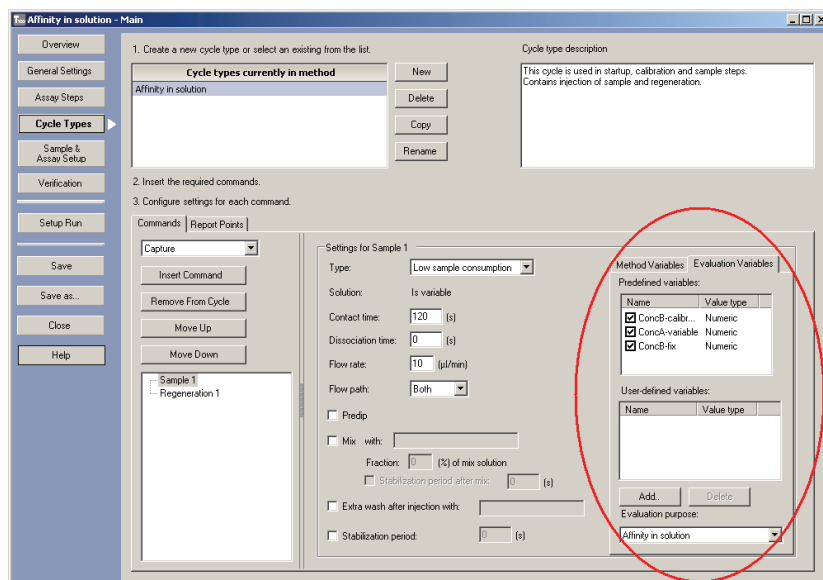 T200 Affinity in solution - Main
Overview
General Settings
Assay Steps
Cycle Types
Sample &
Assay Setup
Verification
Setup Run
Save
Save as...
Close
Help
1. Create a new cycle type or select an existing from the list.
Cycle types currently in method
Affinity in solution
New
Delete
Copy
Rename
Cycle type description
This cycle is used in startup, calibration and sample steps.
Contains injection of sample and regeneration.
2. Insert the required commands.
3. Configure settings for each command.
Commands Report Points
Capture
Insert Command
Remove From Cycle
Move Up
Move Down
Sample 1
Regeneration 1
Settings for Sample 1
Type: Low sample consumption
Solution: Is variable
Contact time: 120 (s)
Dissociation time: 0 (s)
Flow rate: 10 (µl/min)
Flow path: Both
Predip
Mix with:
Fraction: 0 (%) of mix solution
Stabilization period after mix: 0 (s)
Extra wash after injection with:
Stabilization period: 0 (s)
Method Variables Evaluation Variables
Predefined variables:
Name Value type
ConcB-calibr... Numeric
ConcA-variable Numeric
ConcB-fix Numeric
User-defined variables:
Name Value type
Add.. Delete
Evaluation purpose:
Affinity in solution